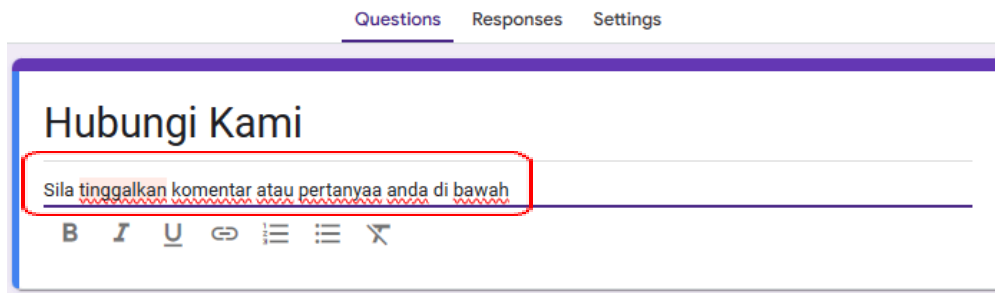 Questions Responses Settings
Hubungi Kami
Sila tinggalkan komentar atau pertanyaa anda di bawah
B I U